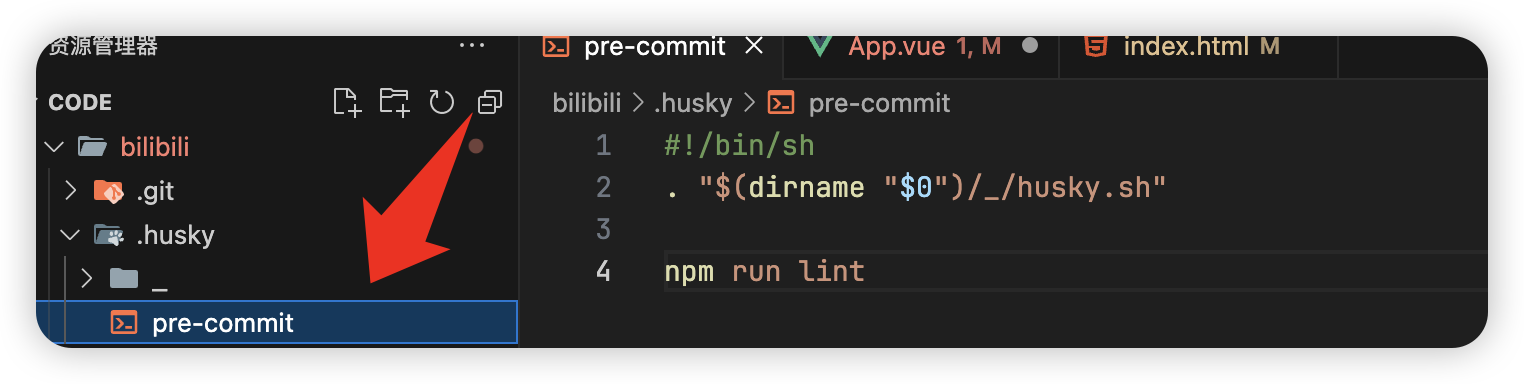 资源管理器
···
pre-commit
App.vue 1, M
index.html M
CODE
bilibili
.git
.husky
_
pre-commit
bilibili > .husky > pre-commit
1 #!/bin/sh
2 . "$(dirname "$0")/_/husky.sh"
3
4 npm run lint